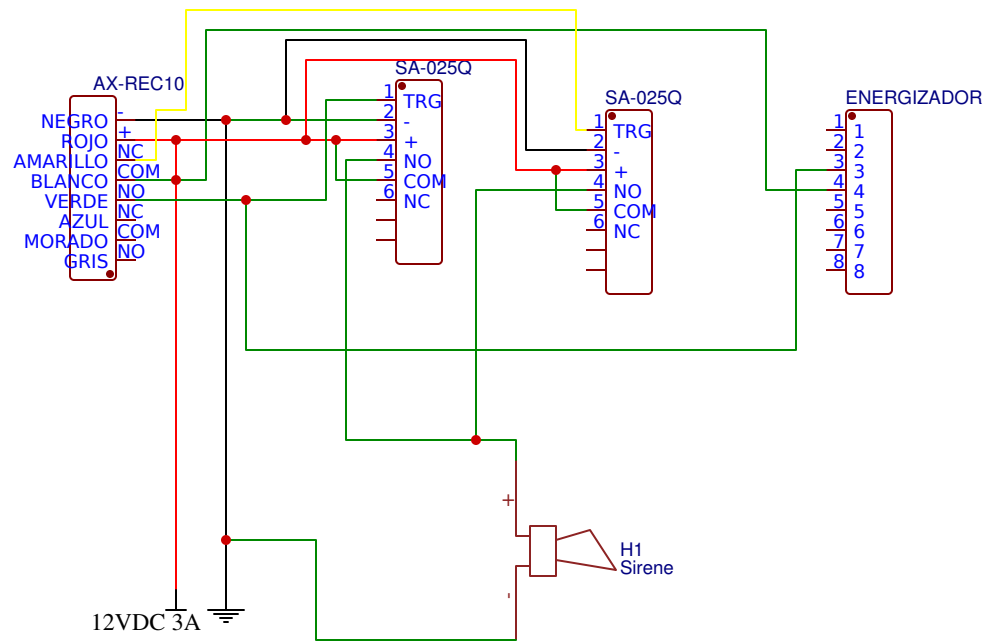 AX-REC10
NEGRO -
ROJO +
AMARILLO NC
BLANCO COM
VERDE NO
AZUL NC
MORADO COM
GRIS NO
SA-025Q
1 TRG
2 -
3 +
4 NO
5 COM
6 NC
SA-025Q
1 TRG
2 -
3 +
4 NO
5 COM
6 NC
ENERGIZADOR
1 1
2 2
3 3
4 4
5 5
6 6
7 7
8 8
+
-
H1
Sirene
12VDC 3A